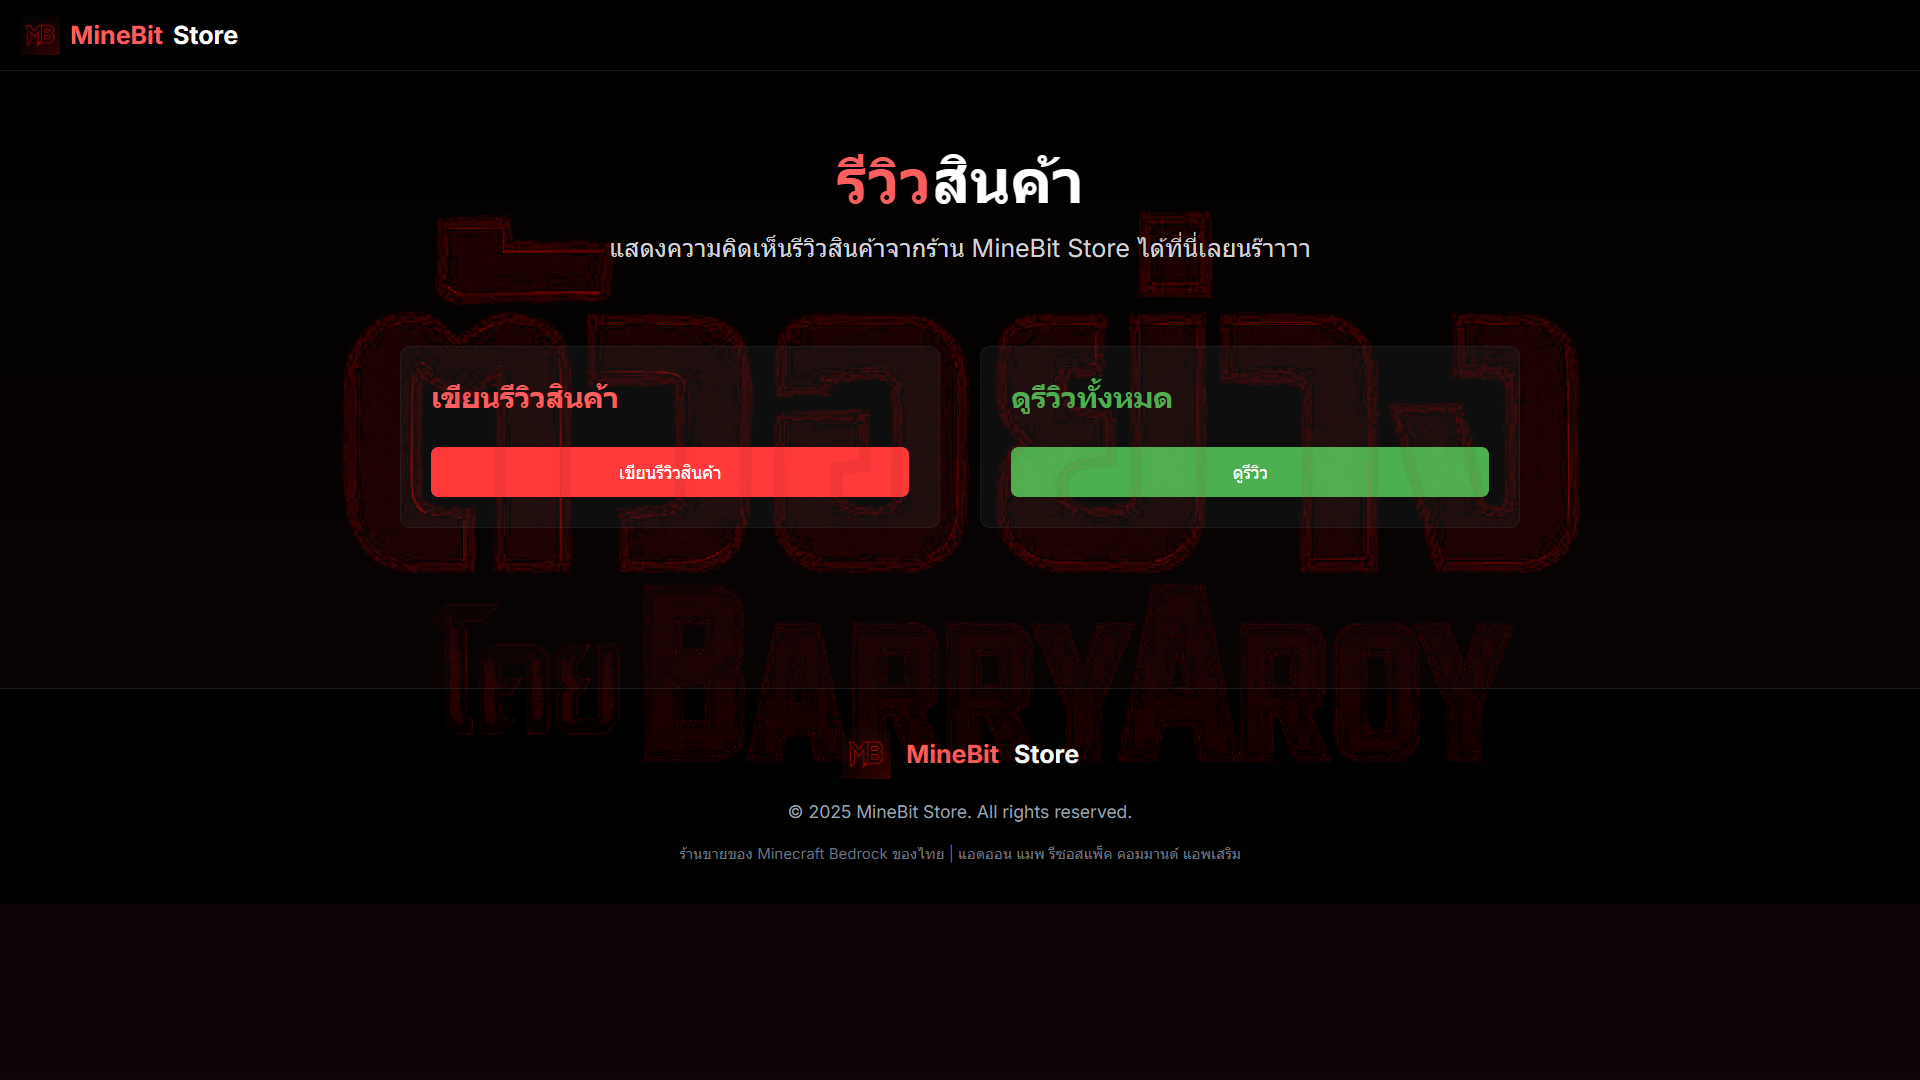 MB MineBit Store
รีวิวสินค้า
แสดงความคิดเห็นรีวิวสินค้าจากร้าน MineBit Store ได้ที่นี่เลยนร๊าาาา
ตัวอย่าง
เขียนรีวิวสินค้า
เขียนรีวิวสินค้า
ดูรีวิวทั้งหมด
ดูรีวิว
โดย BARRYAROY
MB MineBit Store
© 2025 MineBit Store. All rights reserved.
ร้านขายของ Minecraft Bedrock ของไทย | แอดออน แมพ รีซอสแพ็ค คอมมานด์ แอพเสริม